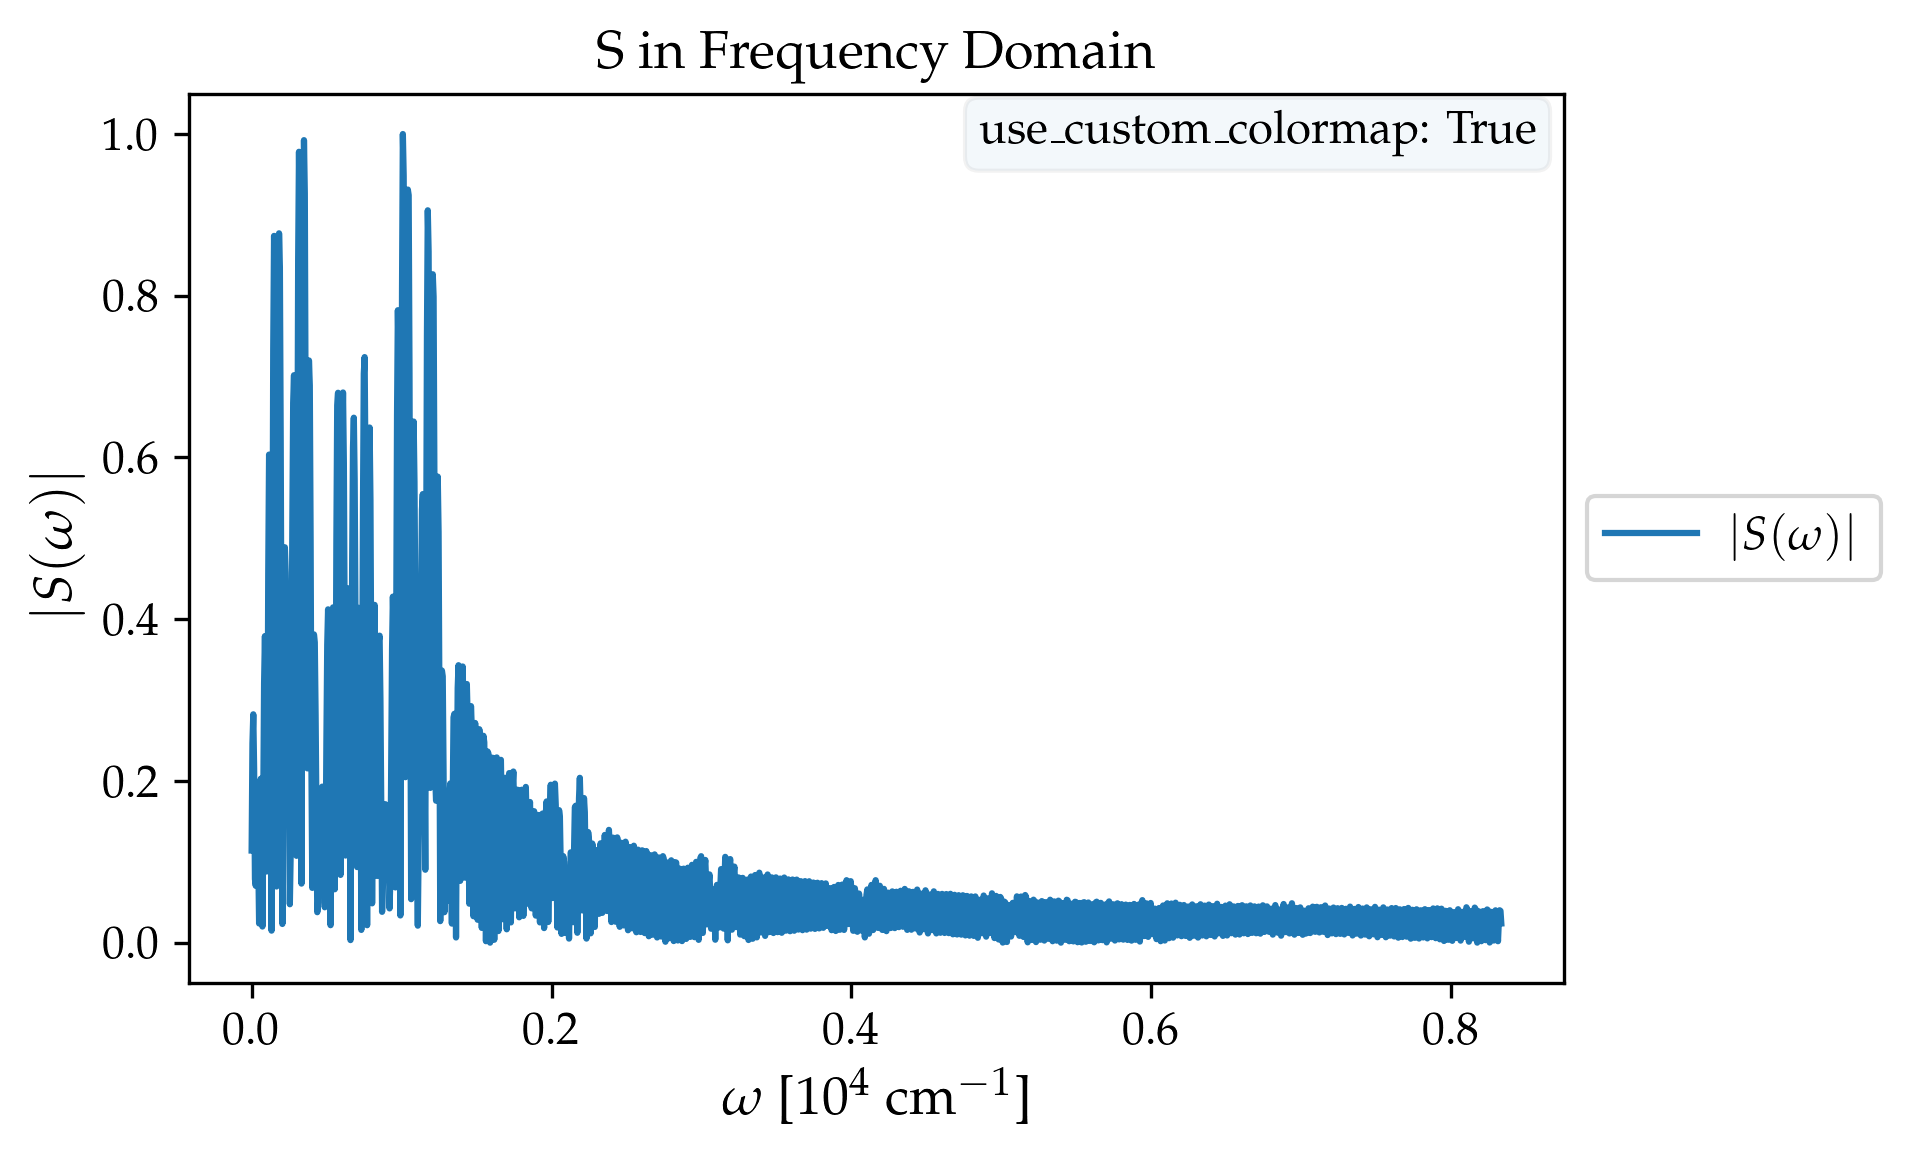 S in Frequency Domain
use_custom_colormap: True
|S(ω)|
1.0
0.8
0.6
0.4
0.2
0.0
0.0 0.2 0.4 0.6 0.8
ω [10⁴ cm⁻¹]
|S(ω)|